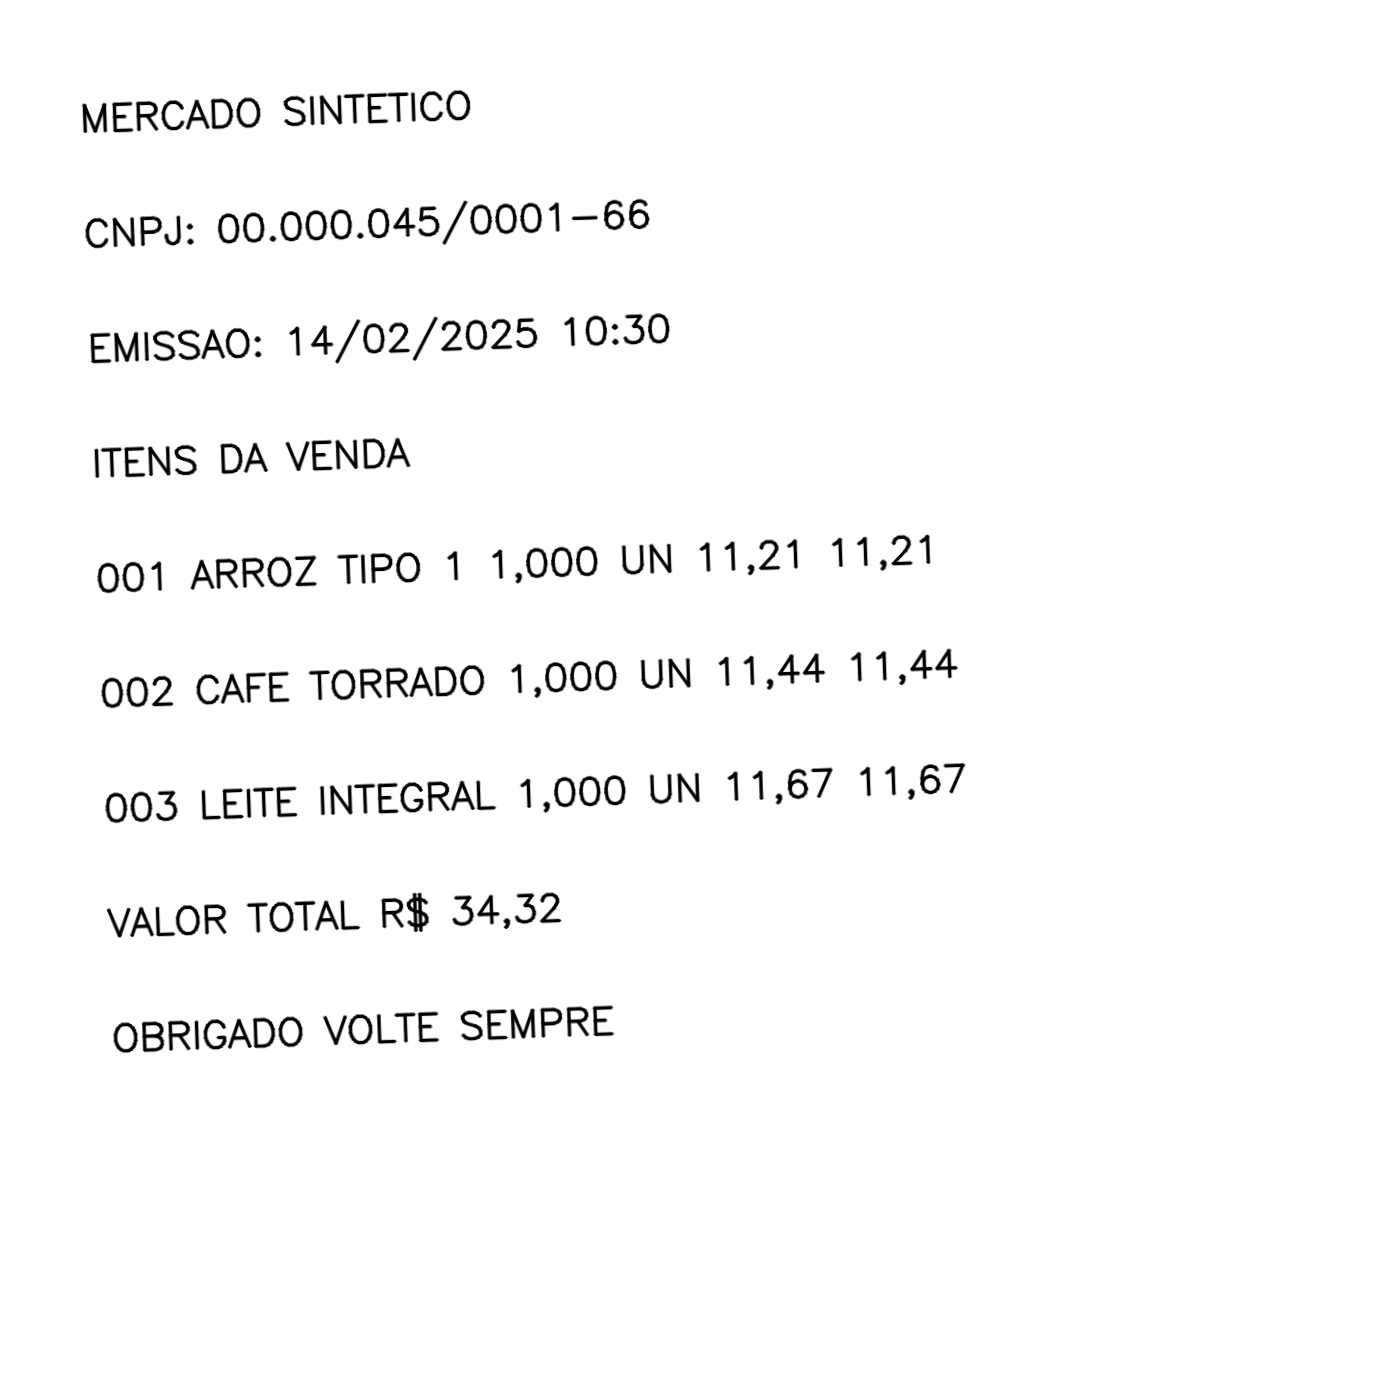 MERCADO SINTETICO
CNPJ: 00.000.045/0001-66
EMISSAO: 14/02/2025 10:30
ITENS DA VENDA
001 ARROZ TIPO 1 1,000 UN 11,21 11,21
002 CAFE TORRADO 1,000 UN 11,44 11,44
003 LEITE INTEGRAL 1,000 UN 11,67 11,67
VALOR TOTAL R$ 34,32
OBRIGADO VOLTE SEMPRE